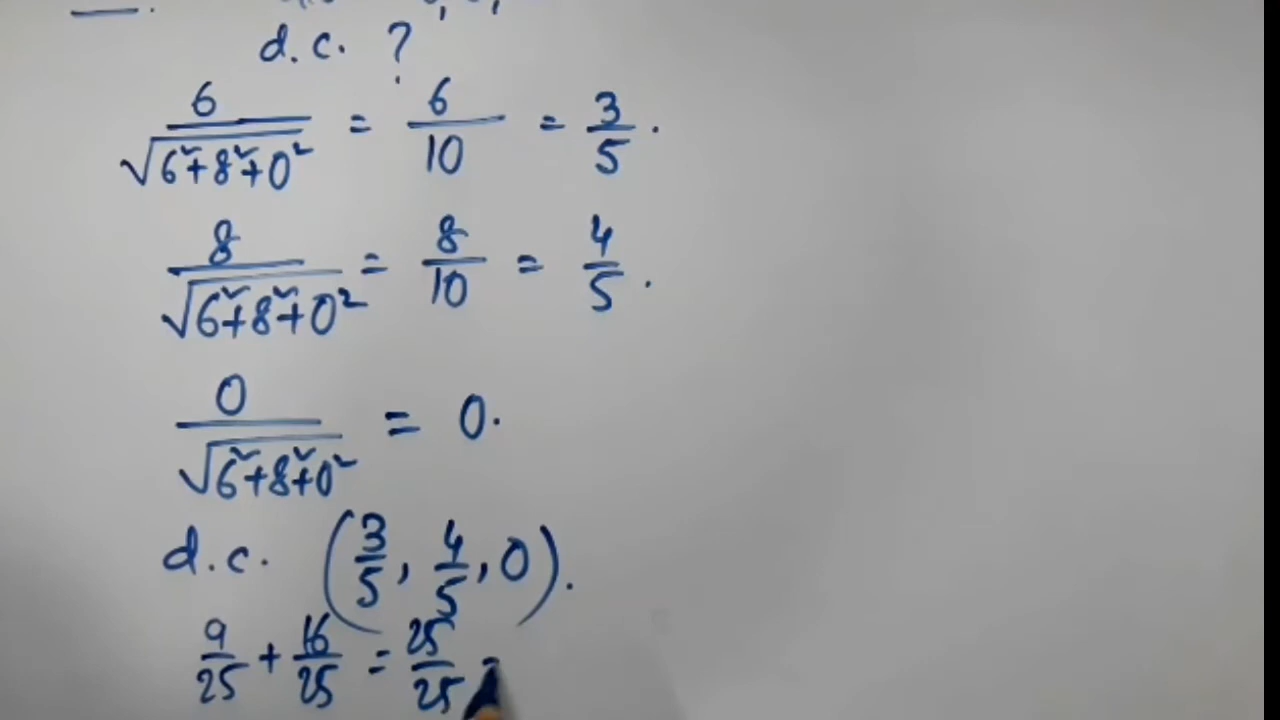 d.c. ?
6/√(6²+8²+0²) = 6/10 = 3/5.
8/√(6²+8²+0²) = 8/10 = 4/5.
0/√(6²+8²+0²) = 0.
d.c. (3/5, 4/5, 0).
9/25 + 16/25 = 25/25 =